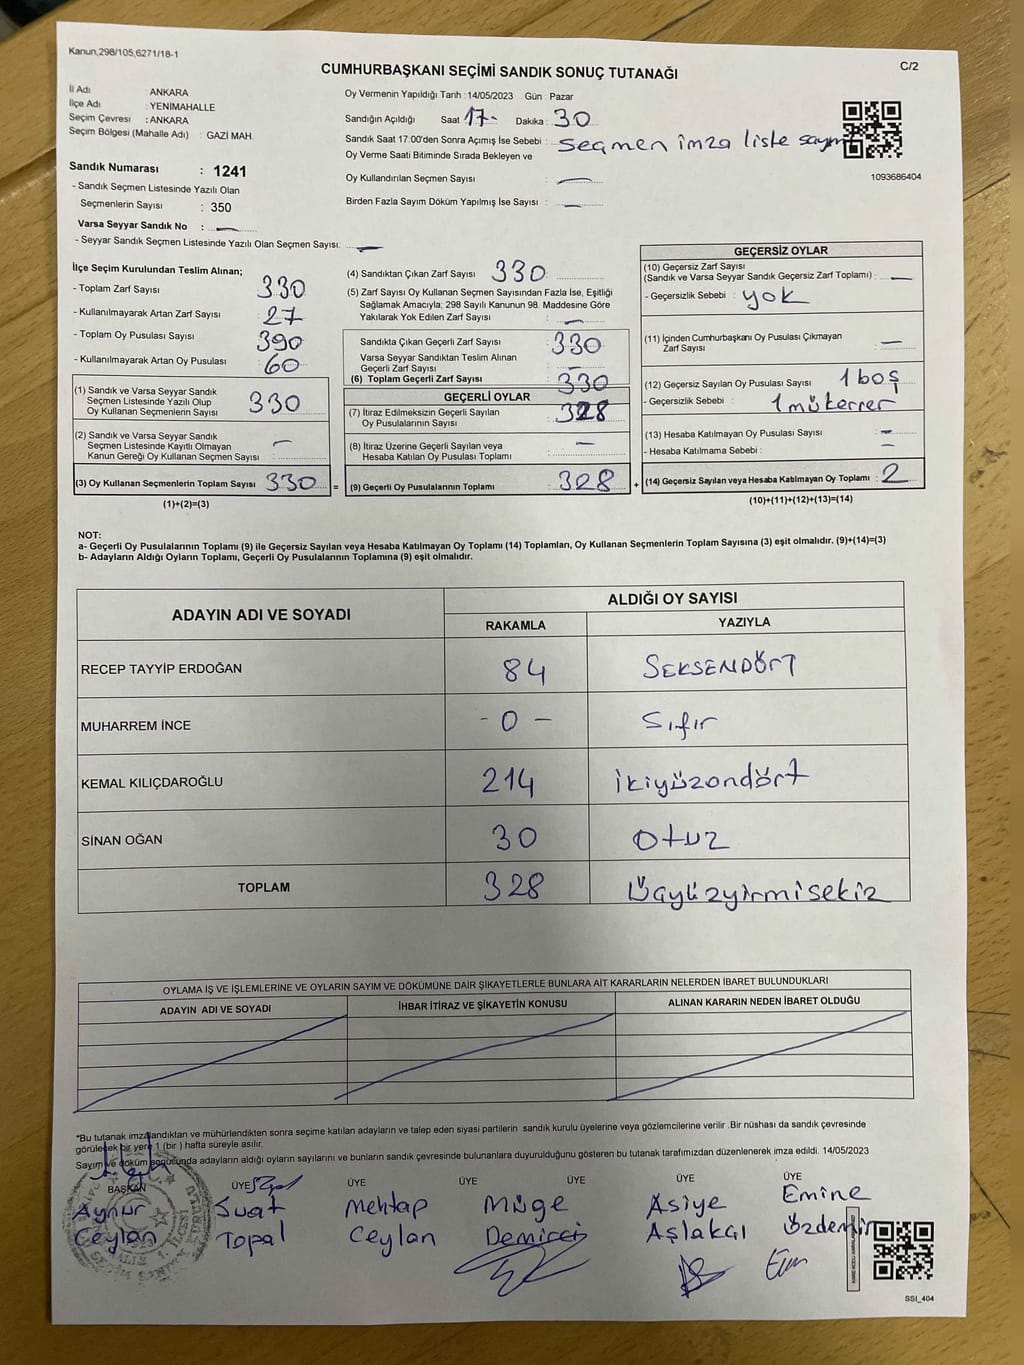 Kanun,298/105,6271/18-1
C/2
CUMHURBAŞKANI SEÇİMİ SANDIK SONUÇ TUTANAĞI
İl Adı : ANKARA
İlçe Adı : YENİMAHALLE
Seçim Çevresi : ANKARA
Seçim Bölgesi (Mahalle Adı) : GAZİ MAH.
Oy Vermenin Yapıldığı Tarih : 14/05/2023 Gün : Pazar
Sandığın Açıldığı Saat 17- Dakika : 30
Sandık Saat 17:00'den Sonra Açımış İse Sebebi : Seçmen imza liste sayım
Oy Verme Saati Bitiminde Sırada Bekleyen ve
Oy Kullandırılan Seçmen Sayısı : —
Birden Fazla Sayım Döküm Yapılmış İse Sayısı : —
1093686404
Sandık Numarası : 1241
- Sandık Seçmen Listesinde Yazılı Olan
Seçmenlerin Sayısı : 350
Varsa Seyyar Sandık No : —
- Seyyar Sandık Seçmen Listesinde Yazılı Olan Seçmen Sayısı: —
İlçe Seçim Kurulundan Teslim Alınan;
- Toplam Zarf Sayısı : 330
- Kullanılmayarak Artan Zarf Sayısı : 27
- Toplam Oy Pusulası Sayısı : 390
- Kullanılmayarak Artan Oy Pusulası : 60
(1) Sandık ve Varsa Seyyar Sandık
Seçmen Listesinde Yazılı Olup
Oy Kullanan Seçmenlerin Sayısı : 330
(2) Sandık ve Varsa Seyyar Sandık
Seçmen Listesinde Kayıtlı Olmayan
Kanun Gereği Oy Kullanan Seçmen Sayısı : —
(3) Oy Kullanan Seçmenlerin Toplam Sayısı : 330 =
(1)+(2)=(3)
(4) Sandıktan Çıkan Zarf Sayısı : 330
(5) Zarf Sayısı Oy Kullanan Seçmen Sayısından Fazla İse, Eşitliği
Sağlamak Amacıyla; 298 Sayılı Kanunun 98. Maddesine Göre
Yakılarak Yok Edilen Zarf Sayısı : —
Sandıkta Çıkan Geçerli Zarf Sayısı : 330
Varsa Seyyar Sandıktan Teslim Alınan
Geçerli Zarf Sayısı : —
(6) Toplam Geçerli Zarf Sayısı : 330
GEÇERLİ OYLAR
(7) İtiraz Edilmeksizin Geçerli Sayılan
Oy Pusulalarının Sayısı : 328
(8) İtiraz Üzerine Geçerli Sayılan veya
Hesaba Katılan Oy Pusulası Toplamı : —
(9) Geçerli Oy Pusulalarının Toplamı : 328 +
GEÇERSİZ OYLAR
(10) Geçersiz Zarf Sayısı
(Sandık ve Varsa Seyyar Sandık Geçersiz Zarf Toplamı) : —
- Geçersizlik Sebebi : yok
(11) İçinden Cumhurbaşkanı Oy Pusulası Çıkmayan
Zarf Sayısı : —
(12) Geçersiz Sayılan Oy Pusulası Sayısı : 1 boş
- Geçersizlik Sebebi : 1 mükerrer
(13) Hesaba Katılmayan Oy Pusulası Sayısı : —
- Hesaba Katılmama Sebebi : —
(14) Geçersiz Sayılan veya Hesaba Katılmayan Oy Toplamı : 2
(10)+(11)+(12)+(13)=(14)
NOT:
a- Geçerli Oy Pusulalarının Toplamı (9) ile Geçersiz Sayılan veya Hesaba Katılmayan Oy Toplamı (14) Toplamları, Oy Kullanan Seçmenlerin Toplam Sayısına (3) eşit olmalıdır. (9)+(14)=(3)
b- Adayların Aldığı Oyların Toplamı, Geçerli Oy Pusulalarının Toplamına (9) eşit olmalıdır.
ADAYIN ADI VE SOYADI
ALDIĞI OY SAYISI
RAKAMLA YAZIYLA
RECEP TAYYİP ERDOĞAN 84 SEKSENDÖRT
MUHARREM İNCE - 0 - Sıfır
KEMAL KILIÇDAROĞLU 214 ikiyüzondört
SİNAN OĞAN 30 Otuz
TOPLAM 328 Üçyüzyirmisekiz
OYLAMA İŞ VE İŞLEMLERİNE VE OYLARIN SAYIM VE DÖKÜMÜNE DAİR ŞİKAYETLERLE BUNLARA AİT KARARLARIN NELERDEN İBARET BULUNDUKLARI
ADAYIN ADI VE SOYADI İHBAR İTİRAZ VE ŞİKAYETİN KONUSU ALINAN KARARIN NEDEN İBARET OLDUĞU
*Bu tutanak imzalandıktan ve mühürlendikten sonra seçime katılan adayların ve talep eden siyasi partilerin sandık kurulu üyelerine veya gözlemcilerine verilir .Bir nüshası da sandık çevresinde
görülecek bir yere 1 (bir ) hafta süreyle asılır.
Sayım ve döküm sonucunda adayların aldığı oyların sayılarını ve bunların sandık çevresinde bulunanlara duyurulduğunu gösteren bu tutanak tarafımızdan düzenlenerek imza edildi. 14/05/2023
BAŞKAN ÜYE ÜYE ÜYE ÜYE ÜYE ÜYE
Aynur Suat Mehtap Müge Asiye Emine
Ceylan Topal Ceylan Demirci Aşlakçı Özdemir
SSI_404